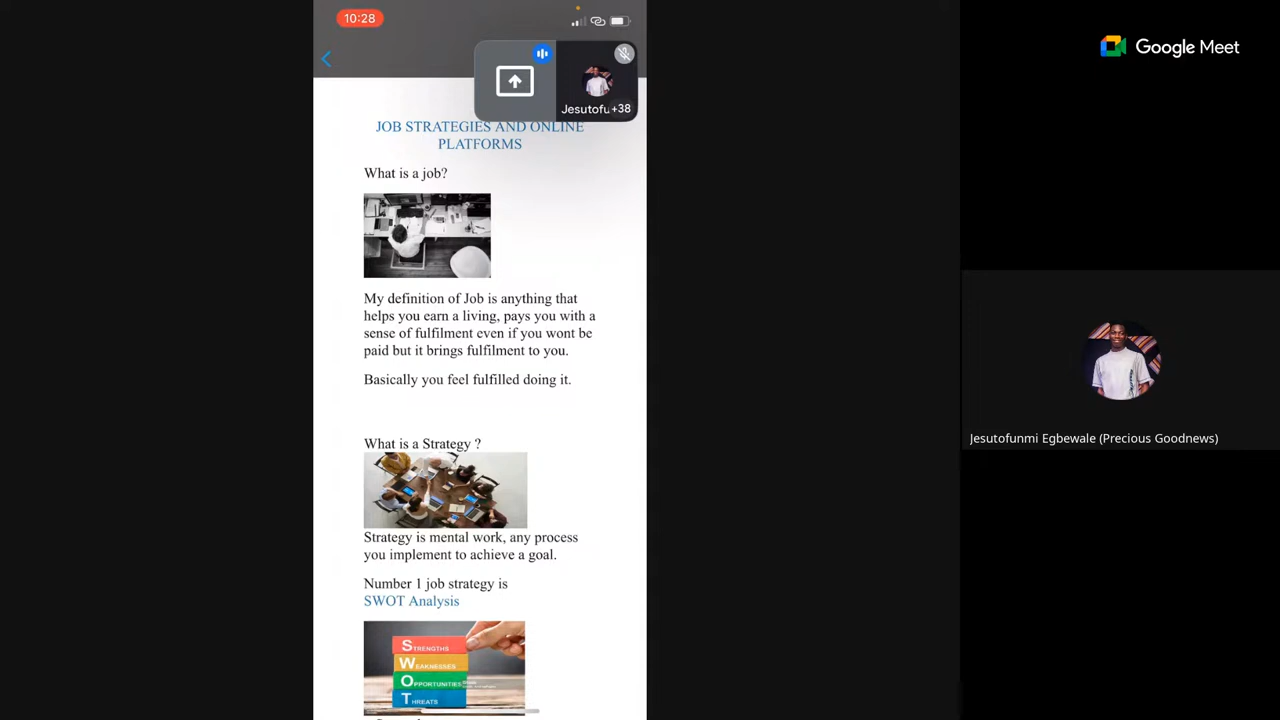 10:28
Google Meet
Jesutofu +38
JOB STRATEGIES AND ONLINE
PLATFORMS
What is a job?
My definition of Job is anything that
helps you earn a living, pays you with a
sense of fulfilment even if you wont be
paid but it brings fulfilment to you.
Basically you feel fulfilled doing it.
What is a Strategy ?
Strategy is mental work, any process
you implement to achieve a goal.
Number 1 job strategy is
SWOT Analysis
STRENGTHS
WEAKNESSES
OPPORTUNITIES
THREATS
Jesutofunmi Egbewale (Precious Goodnews)